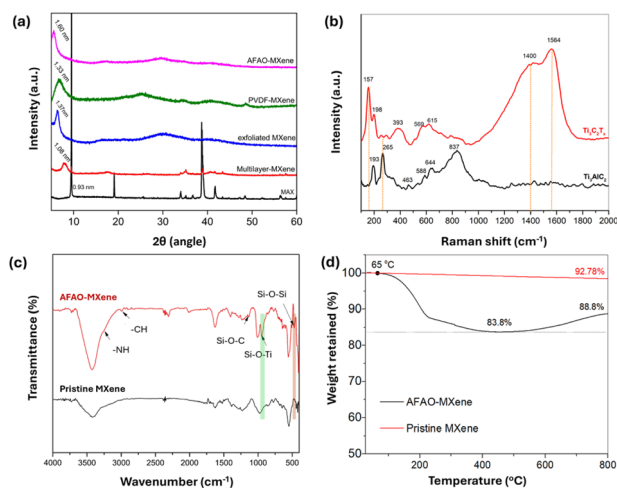 (a)
1.60 nm
AFAO-MXene
1.33 nm
PVDF-MXene
1.37nm
exfoliated MXene
1.08 nm
Multilayer-MXene
0.93 nm
MAX
Intensity (a.u.)
5 10 20 30 40 50 60
2θ (angle)
(b)
1564
1400
157
198
393
569
615
Ti₃C₂Tₓ
193
265
463
588
644
837
Ti₃AlC₂
Intensity (a.u.)
200 400 600 800 1000 1200 1400 1600 1800 2000
Raman shift (cm⁻¹)
(c)
AFAO-MXene
Si-O-Si
-CH
-NH
Si-O-C
Si-O-Ti
Pristine MXene
Transmittance (%)
4000 3500 3000 2500 2000 1500 1000 500
Wavenumber (cm⁻¹)
(d)
65 °C
92.78%
88.8%
83.8%
AFAO-MXene
Pristine MXene
Weight retained (%)
100
90
80
70
60
50
200 400 600 800
Temperature (°C)